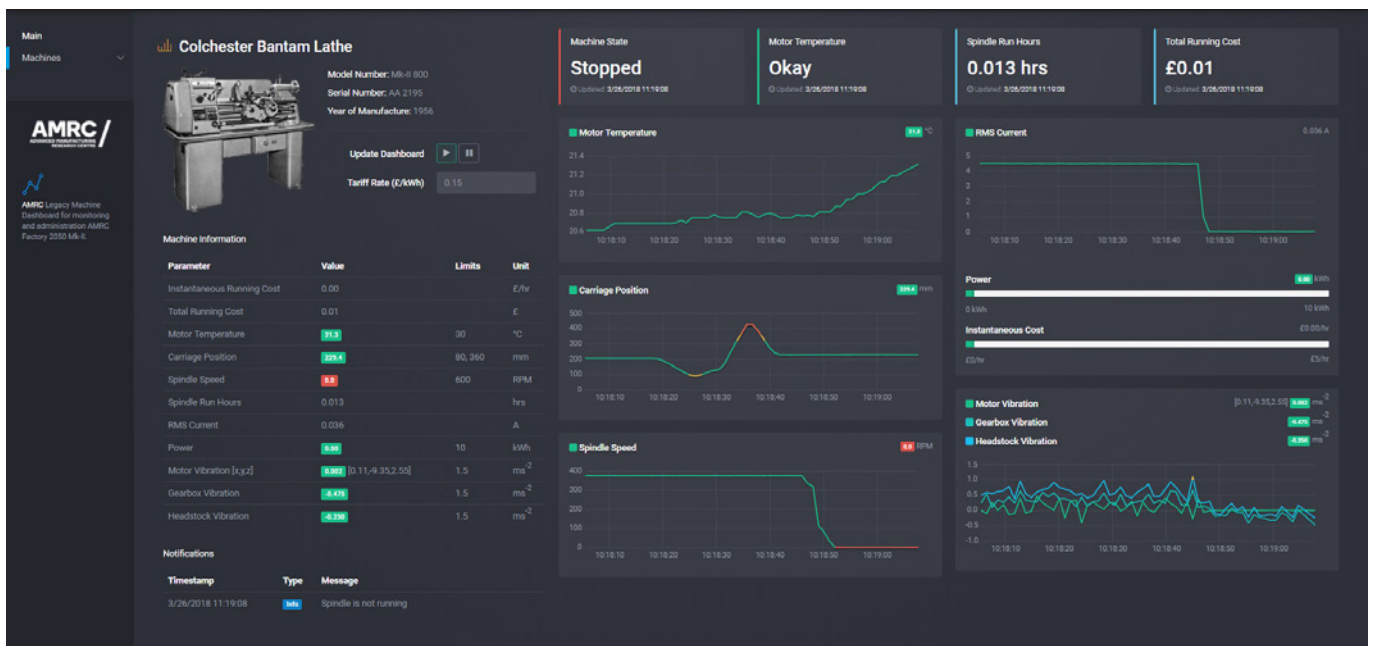 Main
Machines
AMRC/
ADVANCED MANUFACTURING
RESEARCH CENTRE
AMRC Legacy Machine
Dashboard for monitoring
and administration AMRC
Factory 2050 Mk-II.
Colchester Bantam Lathe
Model Number: Mk-II 800
Serial Number: AA 2195
Year of Manufacture: 1956
Update Dashboard
Tariff Rate (£/kWh) 0.15
Machine Information
Parameter Value Limits Unit
Instantaneous Running Cost 0.00 £/hr
Total Running Cost 0.01 £
Motor Temperature 21.3 30 °C
Carriage Position 229.4 80, 360 mm
Spindle Speed 0.0 600 RPM
Spindle Run Hours 0.013 hrs
RMS Current 0.036 A
Power 0.00 10 kWh
Motor Vibration [x,y,z] 0.002 [0.11,-9.35,2.55] 1.5 ms-2
Gearbox Vibration -0.475 1.5 ms-2
Headstock Vibration -0.250 1.5 ms-2
Notifications
Timestamp Type Message
3/26/2018 11:19:08 Info Spindle is not running
Machine State
Stopped
Updated: 3/26/2018 11:19:08
Motor Temperature
Okay
Updated: 3/26/2018 11:19:08
Spindle Run Hours
0.013 hrs
Updated: 3/26/2018 11:19:08
Total Running Cost
£0.01
Updated: 3/26/2018 11:19:08
Motor Temperature °C
21.4
21.2
21.0
20.8
20.6
10:18:10 10:18:20 10:18:30 10:18:40 10:18:50 10:19:00
Carriage Position 229.4 mm
500
400
300
200
100
0
10:18:10 10:18:20 10:18:30 10:18:40 10:18:50 10:19:00
Spindle Speed 0.0 RPM
400
300
200
100
0
10:18:10 10:18:20 10:18:30 10:18:40 10:18:50 10:19:00
RMS Current 0.036 A
5
4
3
2
1
0
10:18:10 10:18:20 10:18:30 10:18:40 10:18:50 10:19:00
Power 0.00 kWh
0 kWh 10 kWh
Instantaneous Cost £0.00/hr
£0/hr £5/hr
Motor Vibration [0.11,-9.35,2.55] 0.002 ms-2
Gearbox Vibration -0.475 ms-2
Headstock Vibration -0.250 ms-2
1.5
1.0
0.5
0.0
-0.5
-1.0
10:18:10 10:18:20 10:18:30 10:18:40 10:18:50 10:19:00